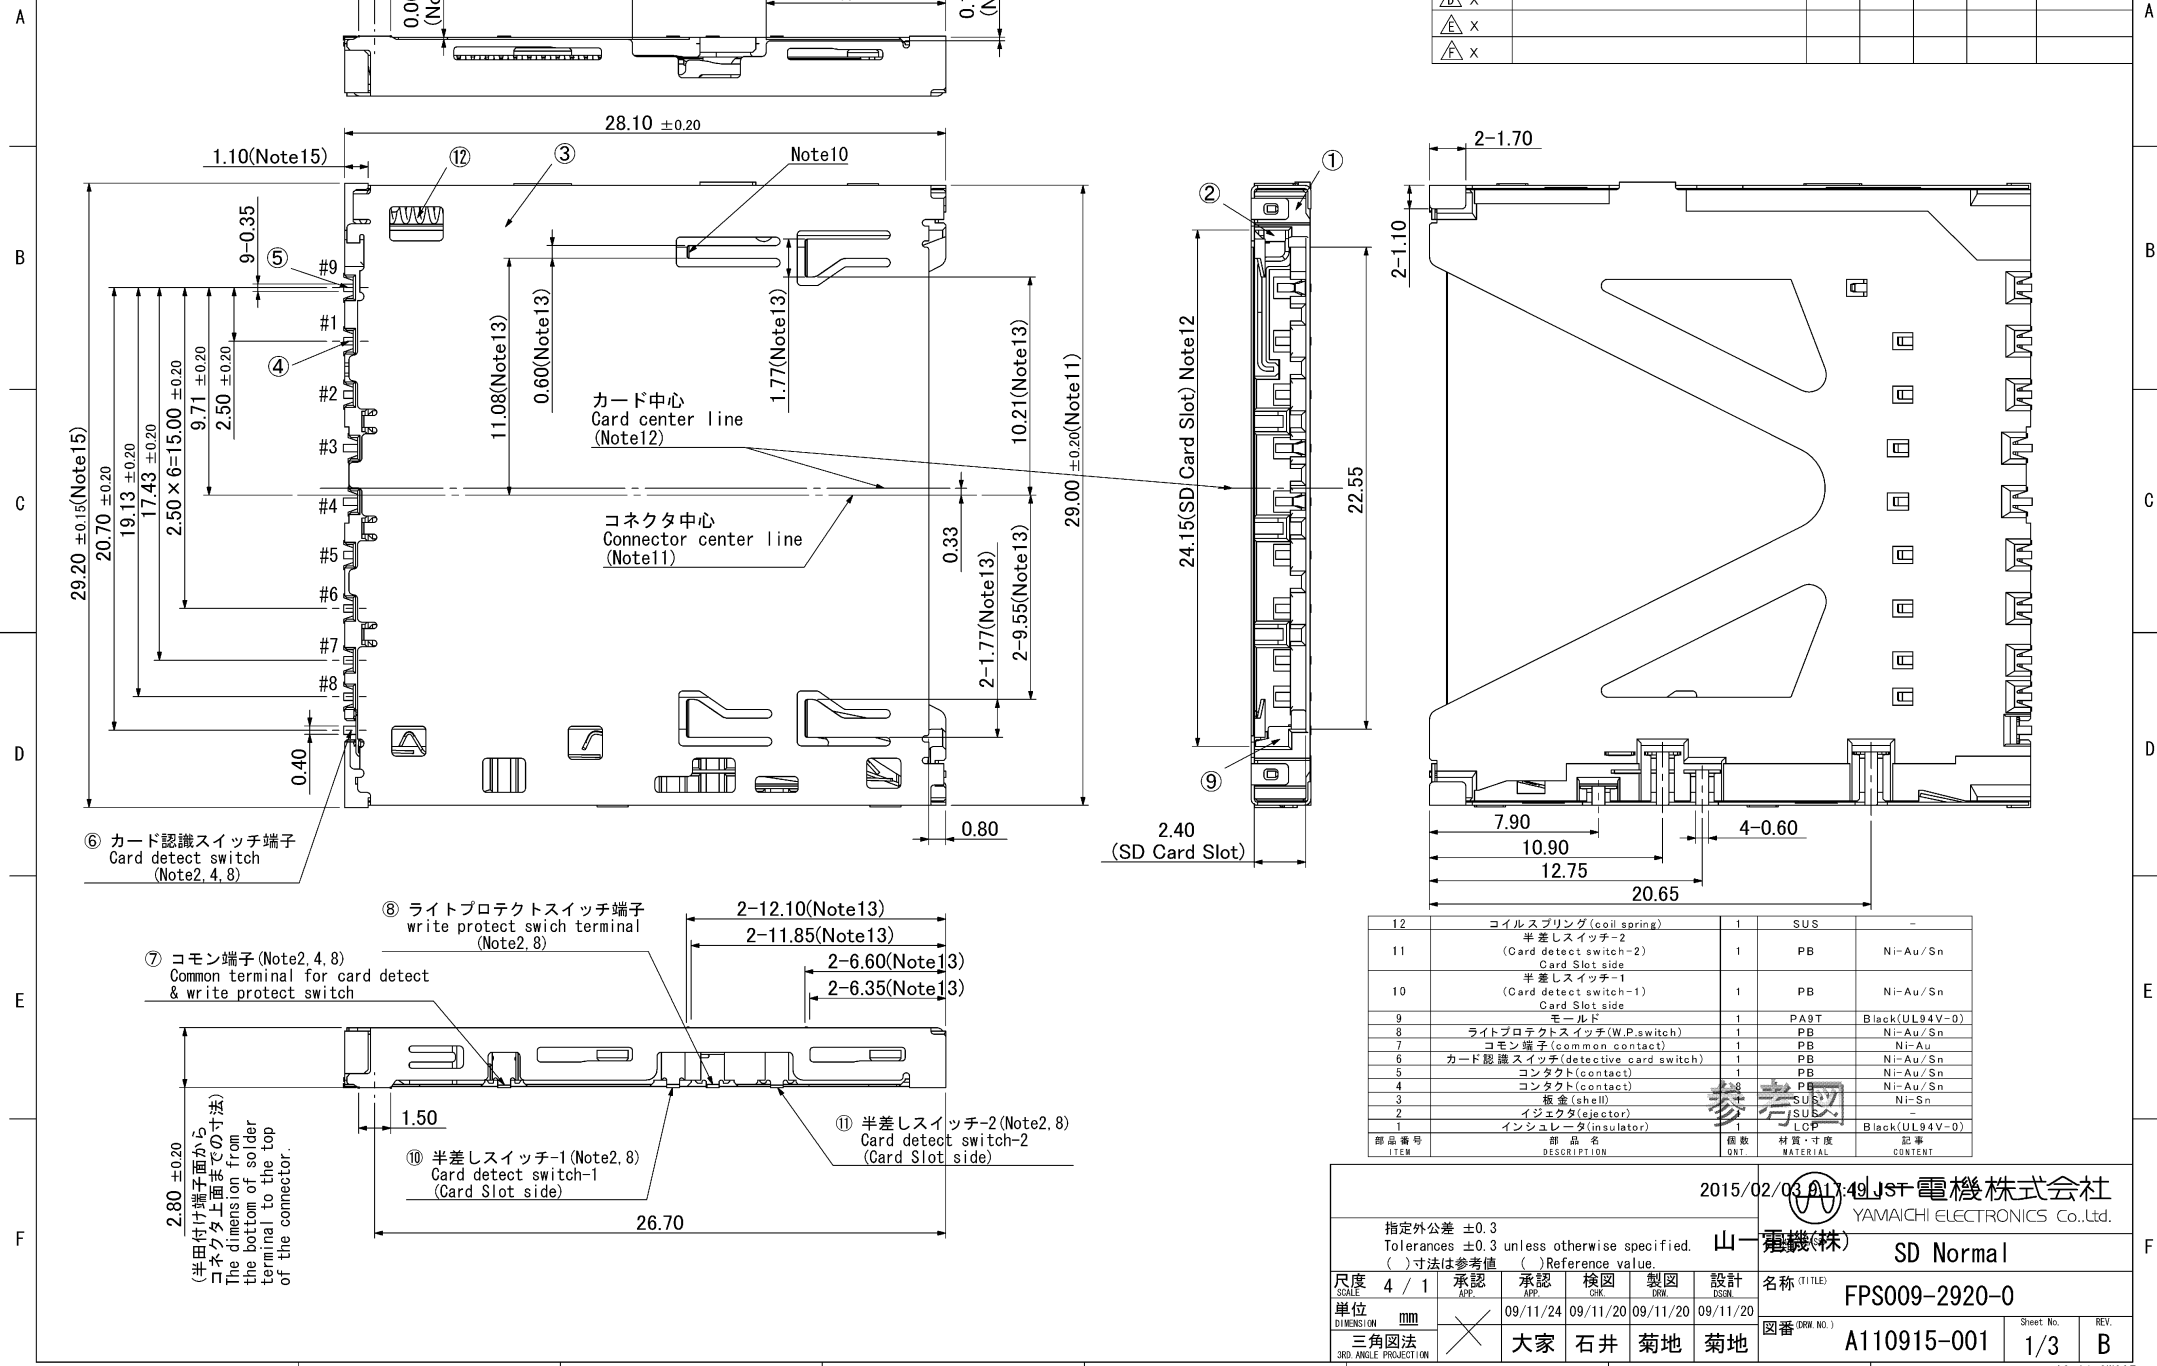 A
A
0.0
(No
0.
(N
D X
E X
F X
28.10 ±0.20
1.10(Note15)
⑫
③
Note10
2-1.70
①
②
B
B
9-0.35
⑤
#9
#1
④
#2
#3
#4
#5
#6
#7
#8
29.20 ±0.15(Note15)
20.70 ±0.20
19.13 ±0.20
17.43 ±0.20
2.50×6=15.00 ±0.20
9.71 ±0.20
2.50 ±0.20
0.40
11.08(Note13)
0.60(Note13)
1.77(Note13)
10.21(Note13)
29.00 ±0.20(Note11)
カード中心
Card center line
(Note12)
コネクタ中心
Connector center line
(Note11)
0.33
2-1.77(Note13)
2-9.55(Note13)
24.15(SD Card Slot) Note12
22.55
2-1.10
C
C
D
D
⑨
0.80
2.40
(SD Card Slot)
7.90
4-0.60
10.90
12.75
20.65
⑥ カード認識スイッチ端子
Card detect switch
(Note2,4,8)
⑧ ライトプロテクトスイッチ端子
write protect swich terminal
(Note2,8)
⑦ コモン端子(Note2,4,8)
Common terminal for card detect
& write protect switch
2-12.10(Note13)
2-11.85(Note13)
2-6.60(Note13)
2-6.35(Note13)
E
E
2.80 ±0.20
(半田付け端子面から
コネクタ上面までの寸法)
The dimension from
the bottom of solder
terminal to the top
of the connector.
1.50
⑩ 半差しスイッチ-1(Note2,8)
Card detect switch-1
(Card Slot side)
⑪ 半差しスイッチ-2(Note2,8)
Card detect switch-2
(Card Slot side)
26.70
F
F
12 コイルスプリング(coil spring) 1 SUS -
11 半差しスイッチ-2 (Card detect switch-2) Card Slot side 1 PB Ni-Au/Sn
10 半差しスイッチ-1 (Card detect switch-1) Card Slot side 1 PB Ni-Au/Sn
9 モールド 1 PA9T Black(UL94V-0)
8 ライトプロテクトスイッチ(W.P.switch) 1 PB Ni-Au/Sn
7 コモン端子(common contact) 1 PB Ni-Au
6 カード認識スイッチ(detective card switch) 1 PB Ni-Au/Sn
5 コンタクト(contact) 1 PB Ni-Au/Sn
4 コンタクト(contact) 8 PB Ni-Au/Sn
3 板金(shell) SUS Ni-Sn
2 イジェクタ(ejector) SUS -
1 インシュレータ(insulator) 1 LCP Black(UL94V-0)
部品番号 部品名 個数 材質・寸度 記事
ITEM DESCRIPTION QNT. MATERIAL CONTENT
参考図
2015/02/03 9:17:49 JST
山一電機株式会社
YAMAICHI ELECTRONICS Co.,Ltd.
山一電機(株)
指定外公差 ±0.3
Tolerances ±0.3 unless otherwise specified.
( )寸法は参考値 ( )Reference value.
SD Normal
尺度 SCALE 4 / 1
承認 APP.
承認 APP.
検図 CHK.
製図 DRW.
設計 DSGN.
名称(TITLE) FPS009-2920-0
単位 DIMENSION mm
09/11/24 09/11/20 09/11/20 09/11/20
三角図法
3RD. ANGLE PROJECTION
大家 石井 菊地 菊地
図番(DRW.NO.) A110915-001
Sheet No. 1/3
REV. B